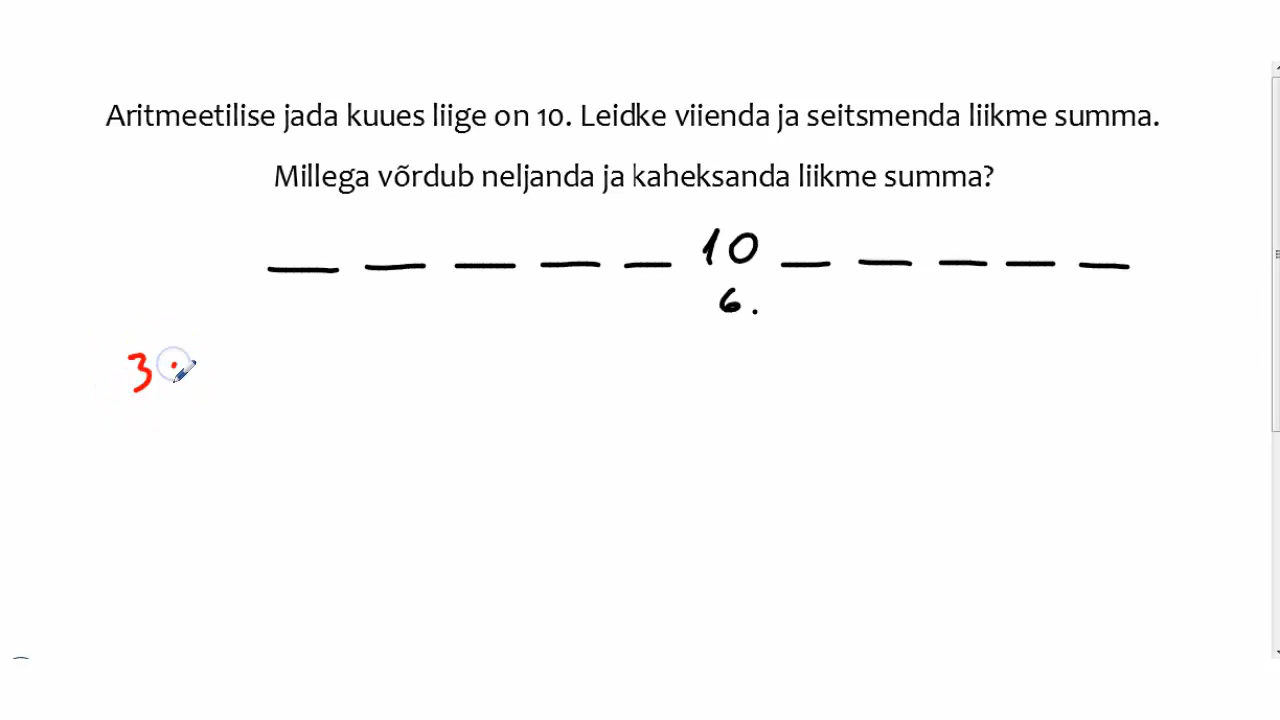 Aritmeetilise jada kuues liige on 10. Leidke viienda ja seitsmenda liikme summa.
Millega võrdub neljanda ja kaheksanda liikme summa?
_ _ _ _ _ 10 _ _ _ _ _
6.
3.